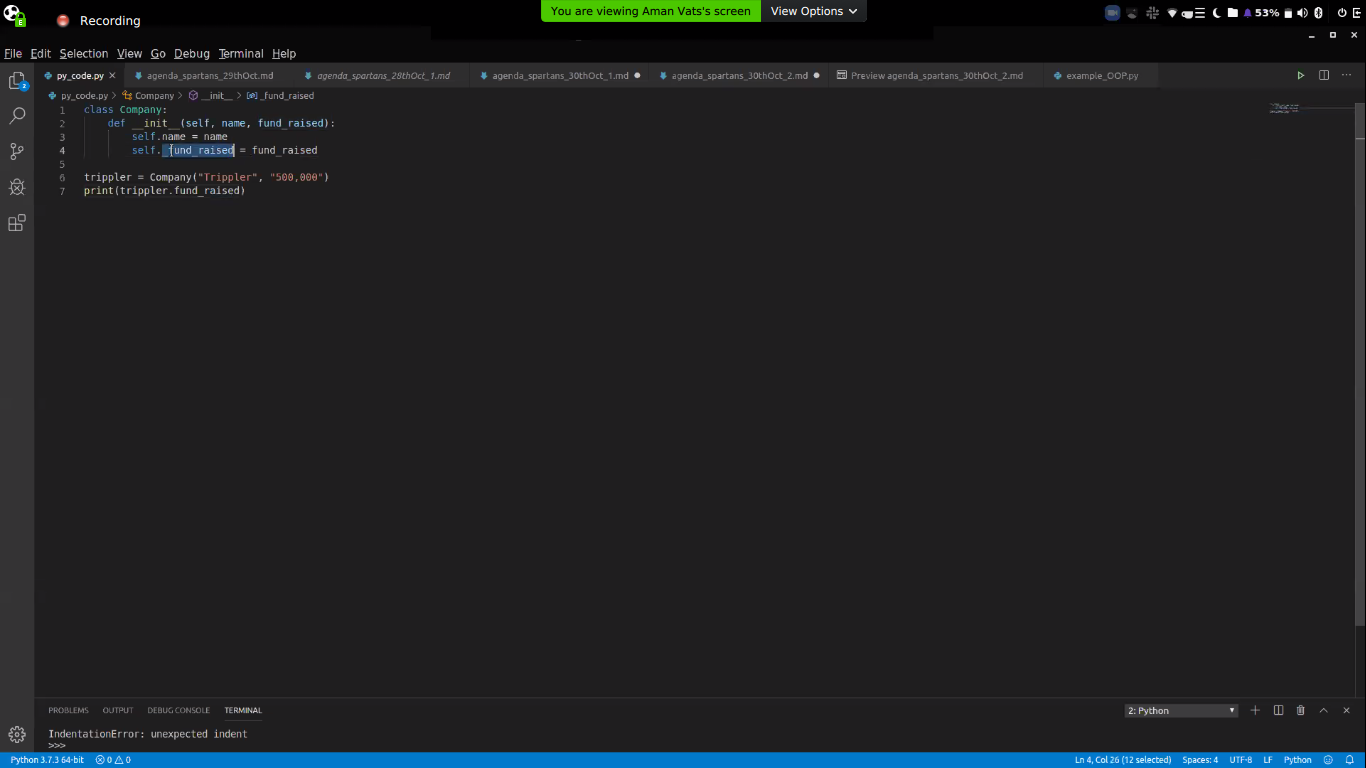 You are viewing Aman Vats's screen View Options
Recording
53%
File Edit Selection View Go Debug Terminal Help
py_code.py agenda_spartans_29thOct.md agenda_spartans_28thOct_1.md agenda_spartans_30thOct_1.md agenda_spartans_30thOct_2.md Preview agenda_spartans_30thOct_2.md example_OOP.py
py_code.py > Company > __init__ > _fund_raised
1 class Company:
2 def __init__(self, name, fund_raised):
3 self.name = name
4 self._fund_raised = fund_raised
5
6 trippler = Company("Trippler", "500,000")
7 print(trippler.fund_raised)
PROBLEMS OUTPUT DEBUG CONSOLE TERMINAL 2: Python
IndentationError: unexpected indent
>>>
Python 3.7.3 64-bit 0 0 Ln 4, Col 26 (12 selected) Spaces: 4 UTF-8 LF Python